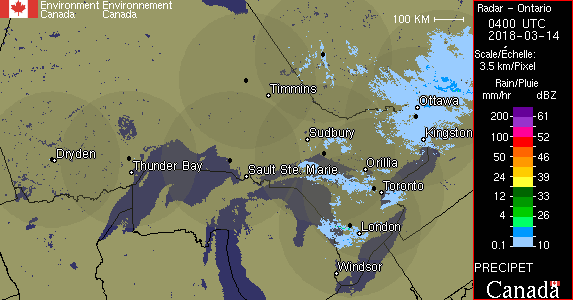 Environment Environnement
Canada Canada
100 KM
Timmins
Ottawa
Sudbury
Kingston
Dryden
Thunder Bay
Sault Ste. Marie
Orillia
Toronto
London
Windsor
Radar - Ontario
0400 UTC
2018-03-14
Scale/Échelle:
3.5 km/Pixel
Rain/Pluie
mm/hr dBZ
200 61
100 52
50 46
24 39
12 33
4 26
0.1 10
PRECIPET
Canada